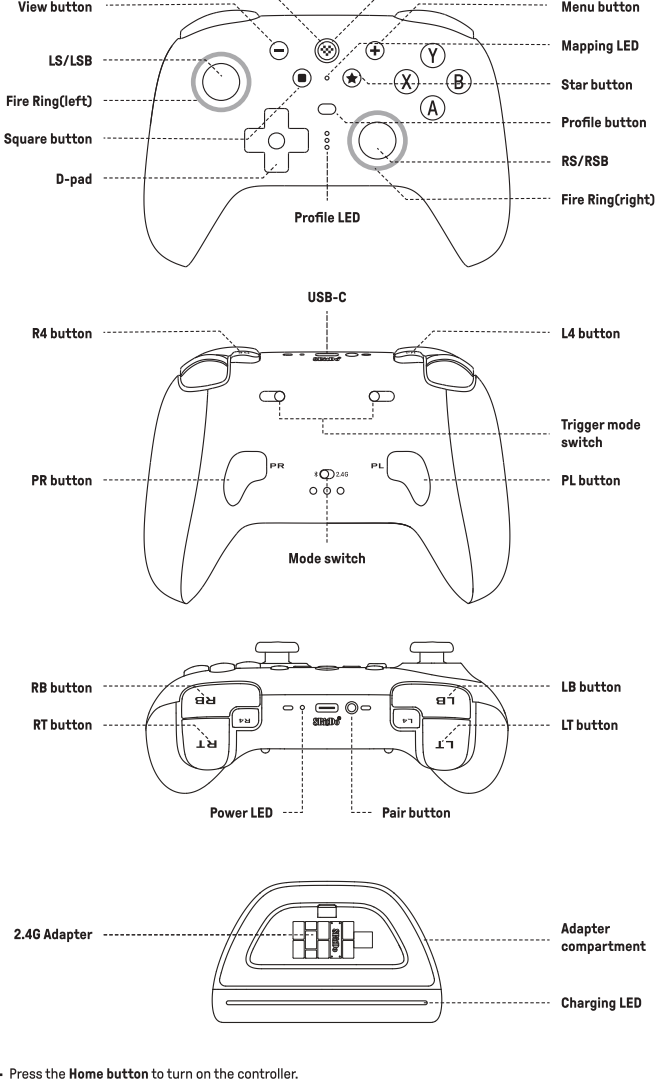 View button
Menu button
Mapping LED
LS/LSB
Y
X
B
A
Star button
Fire Ring(left)
Profile button
Square button
RS/RSB
D-pad
Fire Ring(right)
Profile LED
USB-C
R4 button
L4 button
8BitDo
Trigger mode
switch
PR
PL
2.4G
PR button
PL button
Mode switch
RB button
LB button
RB
LB
R4
L4
RT button
LT button
8BitDo
RT
LT
Power LED
Pair button
2.4G Adapter
8BitDo
Adapter
compartment
Charging LED
• Press the Home button to turn on the controller.